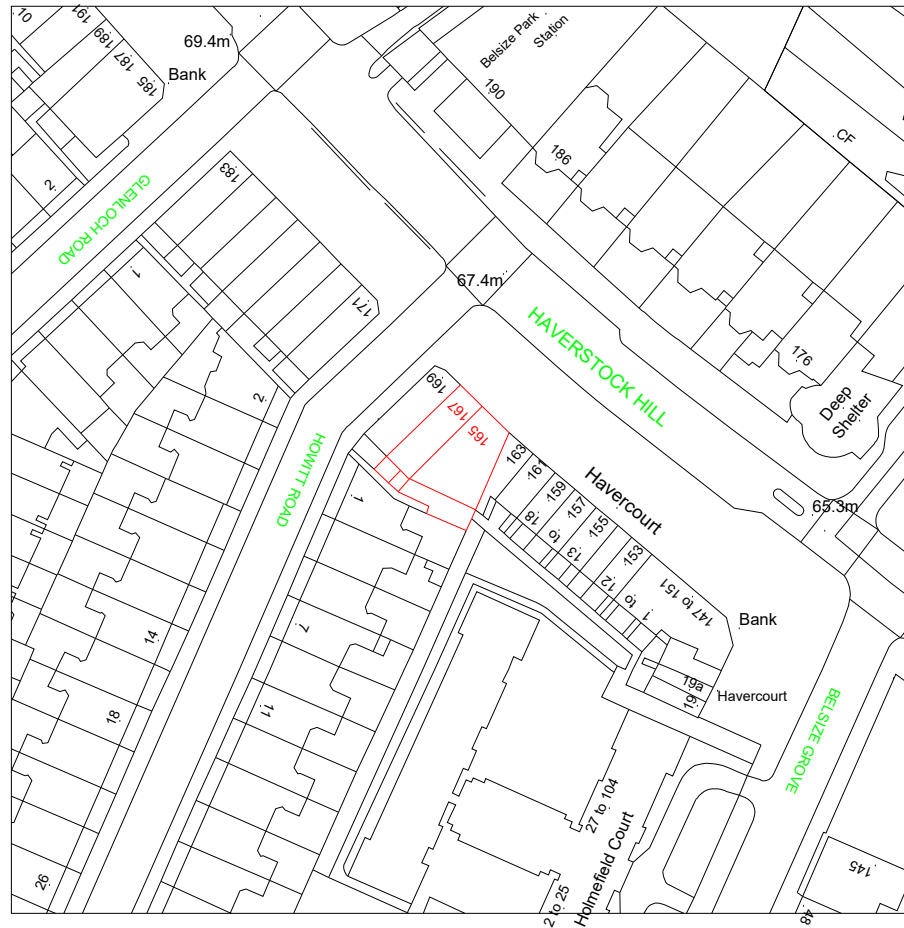 10
191
189
187
185
Bank
69.4m
Belsize Park
Station
190
186
CF
2
183
GLENLOCH ROAD
1
171
67.4m
HAVERSTOCK HILL
176
Deep
Shelter
2
169
167
165
HOWITT ROAD
1
163
161
159
157
155
153
147 to 151
Havercourt
13 to 18
1 to 12
65.3m
Bank
19a
19
Havercourt
BELSIZE GROVE
7
14
11
18
26
27 to 104
2 to 25
Holmefield Court
145
48